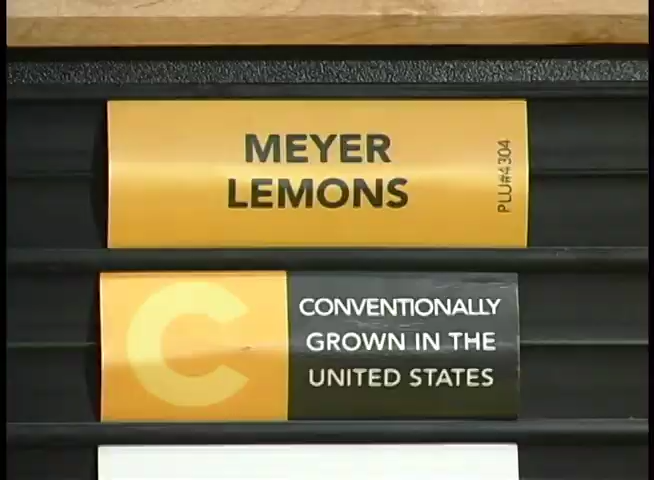 MEYER
LEMONS
PLU#4304
C
CONVENTIONALLY
GROWN IN THE
UNITED STATES